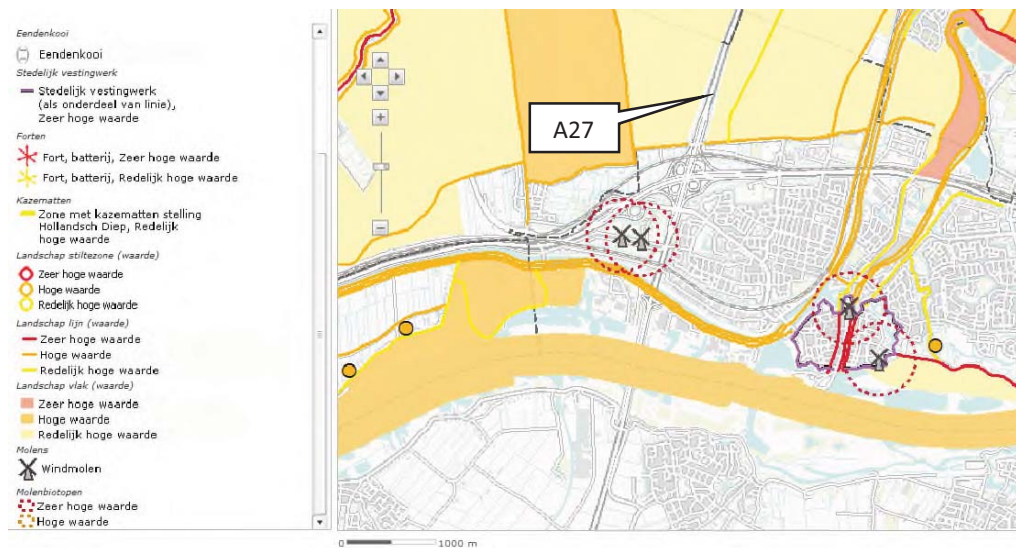 Eendenkooi
Eendenkooi
Stedelijk vestingwerk
Stedelijk vestingwerk
(als onderdeel van linie),
Zeer hoge waarde
Forten
Fort, batterij, Zeer hoge waarde
Fort, batterij, Redelijk hoge waarde
Kazematten
Zone met kazematten stelling
Hollandsch Diep, Redelijk
hoge waarde
Landschap stiltezone (waarde)
Zeer hoge waarde
Hoge waarde
Redelijk hoge waarde
Landschap lijn (waarde)
Zeer hoge waarde
Hoge waarde
Redelijk hoge waarde
Landschap vlak (waarde)
Zeer hoge waarde
Hoge waarde
Redelijk hoge waarde
Molens
Windmolen
Molenbiotopen
Zeer hoge waarde
Hoge waarde
A27
0 1000 m